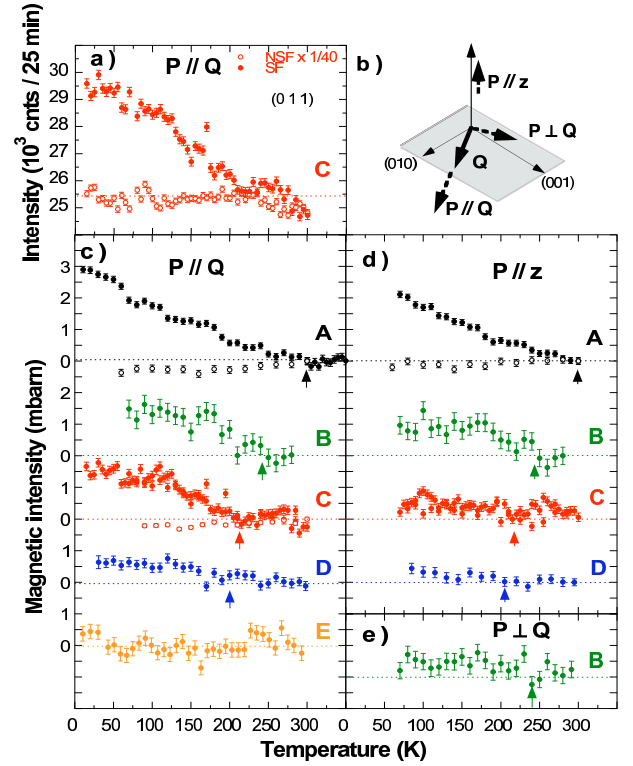 a )
P // Q
NSF x 1/40
SF
(0 1 1)
C
30
29
28
27
26
25
Intensity (10³ cnts / 25 min)
b )
P // z
P ⊥ Q
Q
(010)
(001)
P // Q
c )
P // Q
A
B
C
D
E
3
2
1
0
2
1
0
1
0
1
0
1
0
Magnetic intensity (mbarn)
0
50
100
150
200
250
300
d )
P // z
A
B
C
D
e )
P ⊥ Q
B
0
50
100
150
200
250
300
Temperature (K)